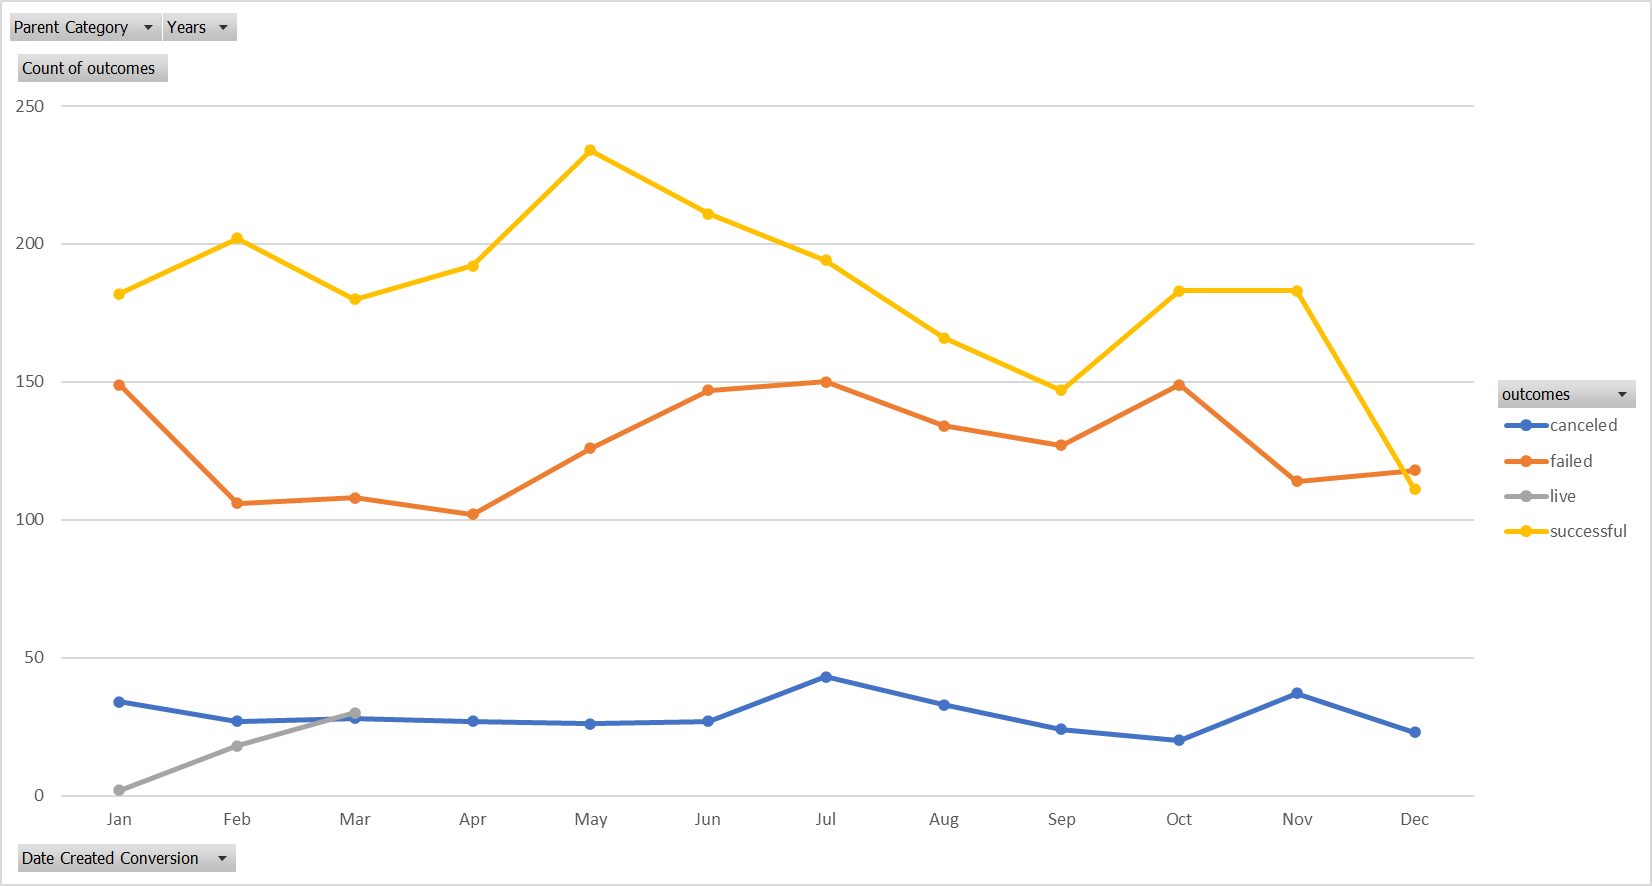 Parent Category Years
Count of outcomes
250
200
150
100
50
0
Jan Feb Mar Apr May Jun Jul Aug Sep Oct Nov Dec
outcomes
canceled
failed
live
successful
Date Created Conversion